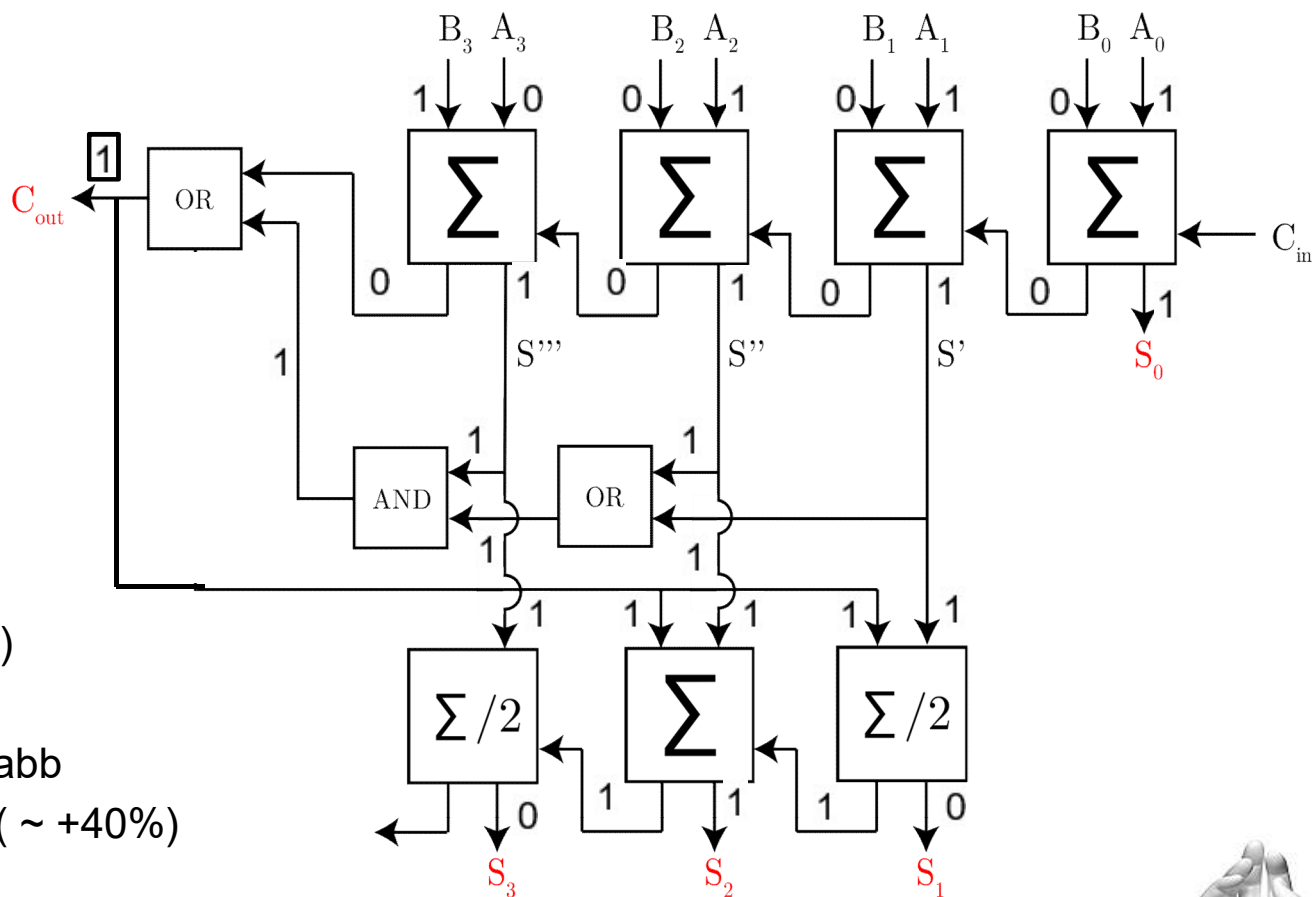 B3 A3 B2 A2 B1 A1 B0 A0
1 0 0 1 0 1 0 1
1
Σ Σ Σ Σ
Cout OR Cin
0 1 0 1 0 1 0 1
1 S''' S'' S' S0
1 1
AND OR
1 1
1 1 1 1 1
)
Σ/2 Σ Σ/2
abb
( ~ +40%) 0 1 1 1 0
S3 S2 S1